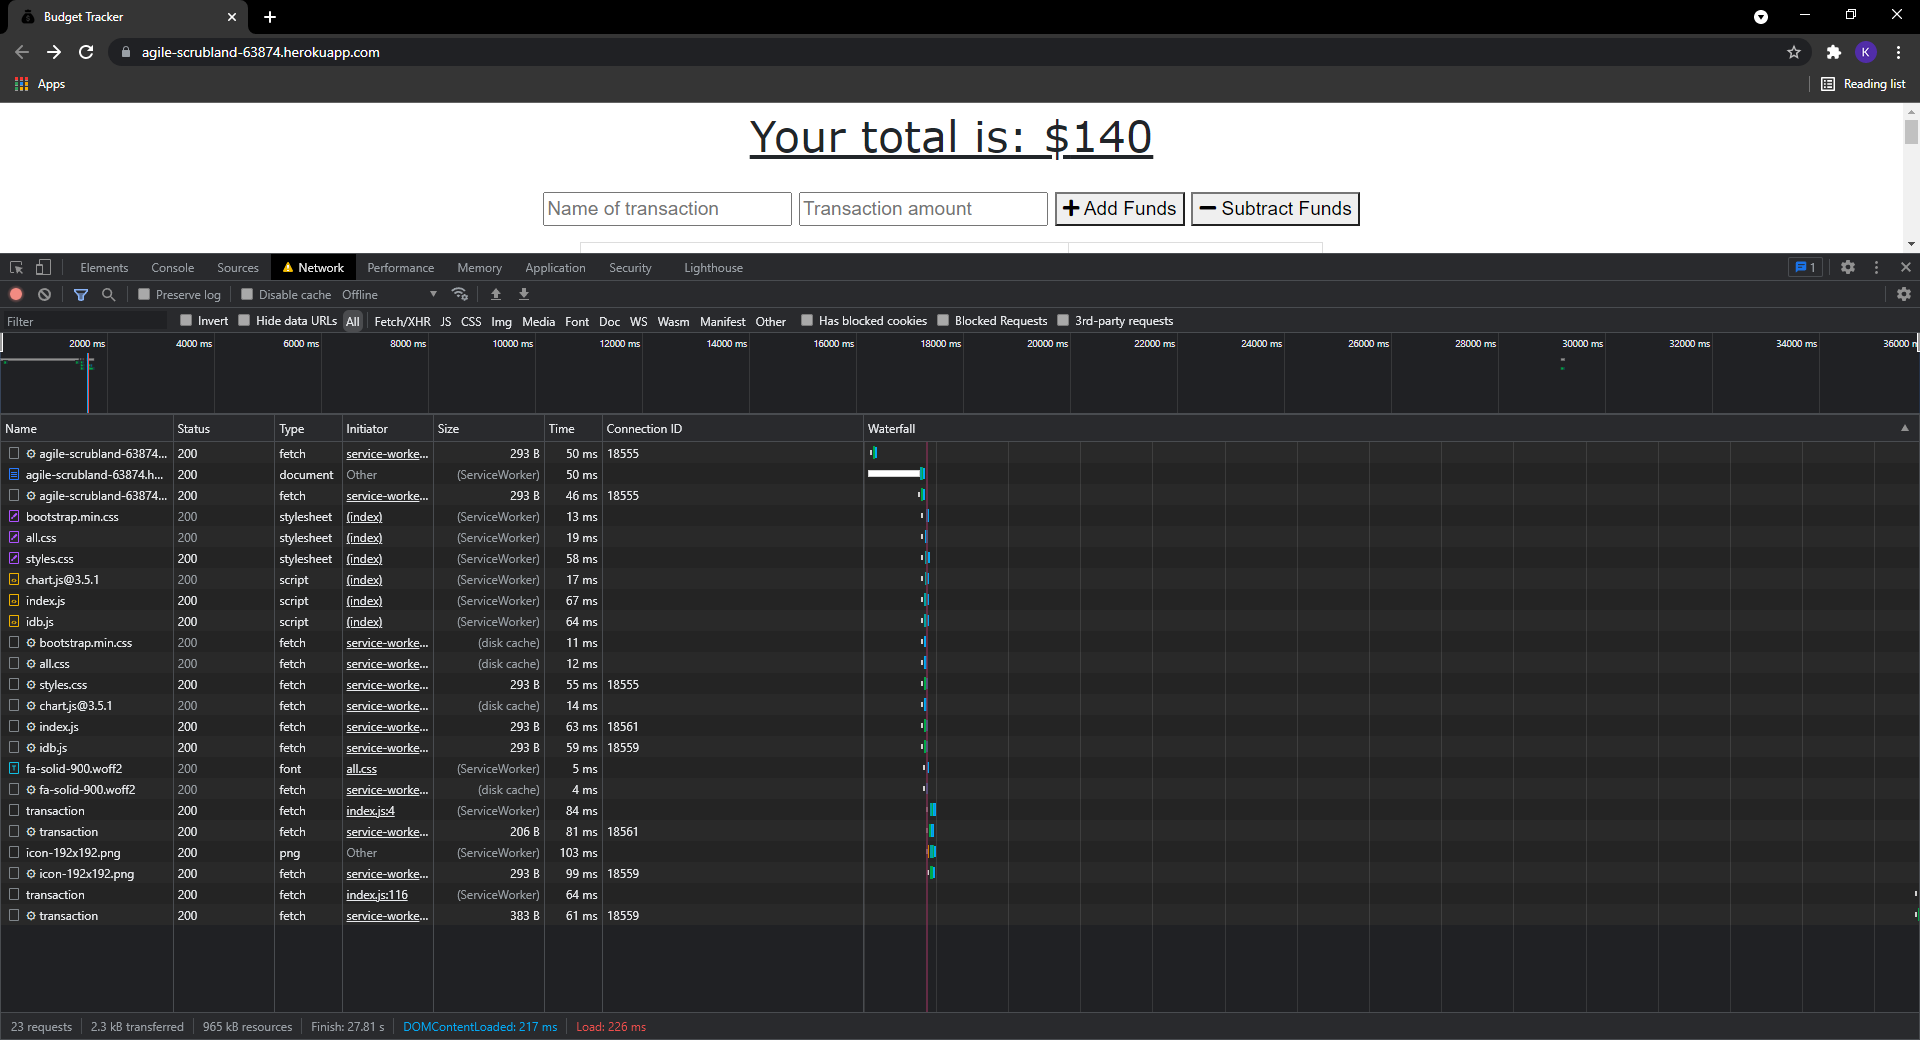 Budget Tracker
agile-scrubland-63874.herokuapp.com
K
Apps
Reading list
Your total is: $140
Name of transaction Transaction amount Add Funds Subtract Funds
Elements Console Sources Network Performance Memory Application Security Lighthouse 1
Preserve log Disable cache Offline
Filter Invert Hide data URLs All Fetch/XHR JS CSS Img Media Font Doc WS Wasm Manifest Other Has blocked cookies Blocked Requests 3rd-party requests
2000 ms 4000 ms 6000 ms 8000 ms 10000 ms 12000 ms 14000 ms 16000 ms 18000 ms 20000 ms 22000 ms 24000 ms 26000 ms 28000 ms 30000 ms 32000 ms 34000 ms 36000 m
Name Status Type Initiator Size Time Connection ID Waterfall
agile-scrubland-63874... 200 fetch service-worke... 293 B 50 ms 18555
agile-scrubland-63874.h... 200 document Other (ServiceWorker) 50 ms
agile-scrubland-63874... 200 fetch service-worke... 293 B 46 ms 18555
bootstrap.min.css 200 stylesheet (index) (ServiceWorker) 13 ms
all.css 200 stylesheet (index) (ServiceWorker) 19 ms
styles.css 200 stylesheet (index) (ServiceWorker) 58 ms
chart.js@3.5.1 200 script (index) (ServiceWorker) 17 ms
index.js 200 script (index) (ServiceWorker) 67 ms
idb.js 200 script (index) (ServiceWorker) 64 ms
bootstrap.min.css 200 fetch service-worke... (disk cache) 11 ms
all.css 200 fetch service-worke... (disk cache) 12 ms
styles.css 200 fetch service-worke... 293 B 55 ms 18555
chart.js@3.5.1 200 fetch service-worke... (disk cache) 14 ms
index.js 200 fetch service-worke... 293 B 63 ms 18561
idb.js 200 fetch service-worke... 293 B 59 ms 18559
fa-solid-900.woff2 200 font all.css (ServiceWorker) 5 ms
fa-solid-900.woff2 200 fetch service-worke... (disk cache) 4 ms
transaction 200 fetch index.js:4 (ServiceWorker) 84 ms
transaction 200 fetch service-worke... 206 B 81 ms 18561
icon-192x192.png 200 png Other (ServiceWorker) 103 ms
icon-192x192.png 200 fetch service-worke... 293 B 99 ms 18559
transaction 200 fetch index.js:116 (ServiceWorker) 64 ms
transaction 200 fetch service-worke... 383 B 61 ms 18559
23 requests 2.3 kB transferred 965 kB resources Finish: 27.81 s DOMContentLoaded: 217 ms Load: 226 ms